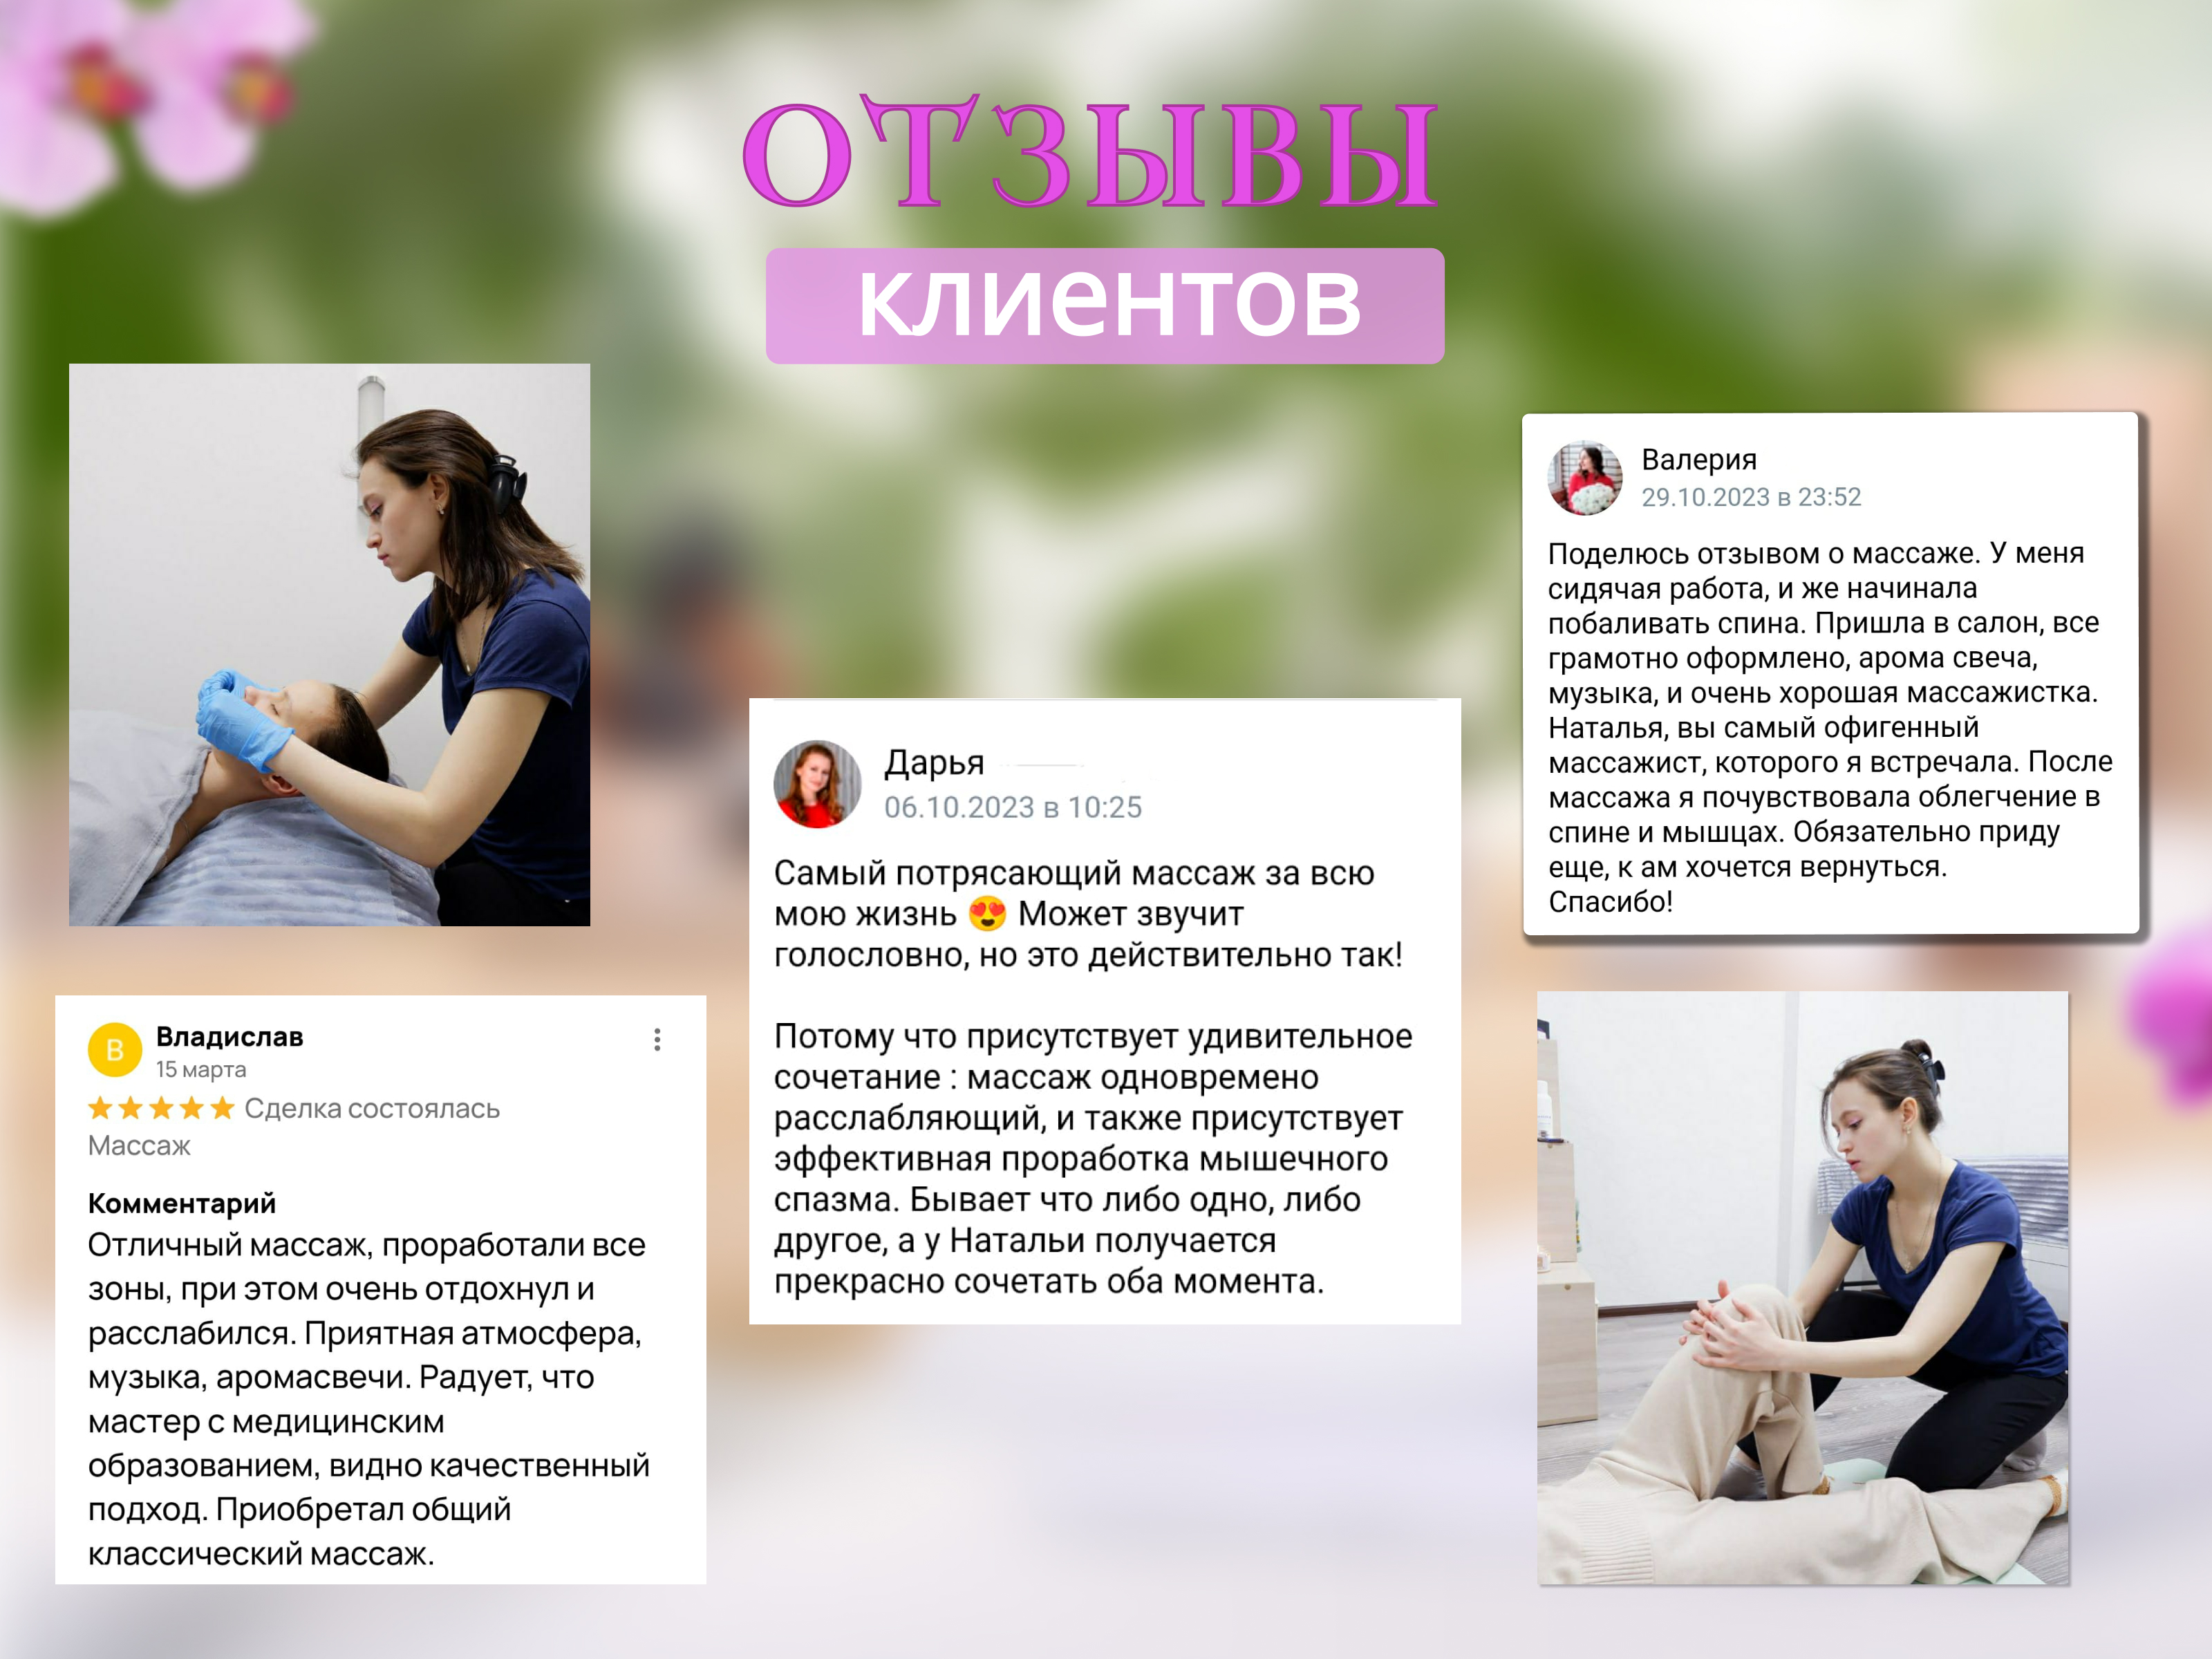 ОТЗЫВЫ
клиентов
Валерия
29.10.2023 в 23:52
Поделюсь отзывом о массаже. У меня
сидячая работа, и же начинала
побаливать спина. Пришла в салон, все
грамотно оформлено, арома свеча,
музыка, и очень хорошая массажистка.
Наталья, вы самый офигенный
массажист, которого я встречала. После
массажа я почувствовала облегчение в
спине и мышцах. Обязательно приду
еще, к ам хочется вернуться.
Спасибо!
Дарья
06.10.2023 в 10:25
Самый потрясающий массаж за всю
мою жизнь 😍 Может звучит
голословно, но это действительно так!
Потому что присутствует удивительное
сочетание : массаж одновремено
расслабляющий, и также присутствует
эффективная проработка мышечного
спазма. Бывает что либо одно, либо
другое, а у Натальи получается
прекрасно сочетать оба момента.
В
Владислав
15 марта
Сделка состоялась
Массаж
Комментарий
Отличный массаж, проработали все
зоны, при этом очень отдохнул и
расслабился. Приятная атмосфера,
музыка, аромасвечи. Радует, что
мастер с медицинским
образованием, видно качественный
подход. Приобретал общий
классический массаж.